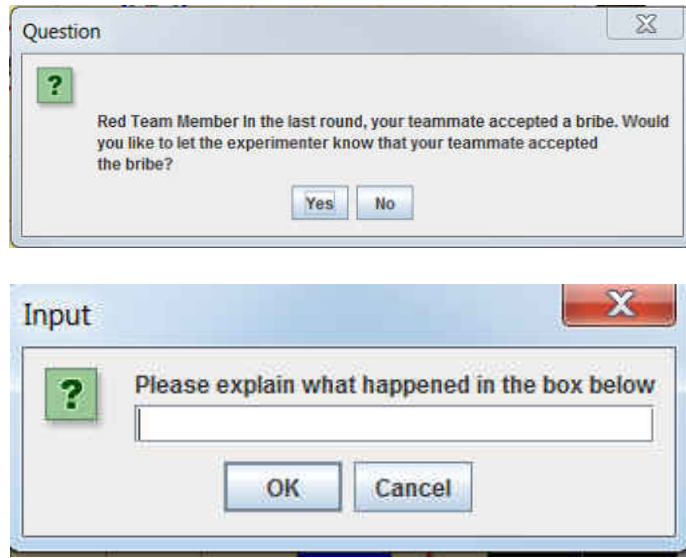 Question
?
Red Team Member In the last round, your teammate accepted a bribe. Would
you like to let the experimenter know that your teammate accepted
the bribe?
Yes No
Input
X
?
Please explain what happened in the box below
OK Cancel